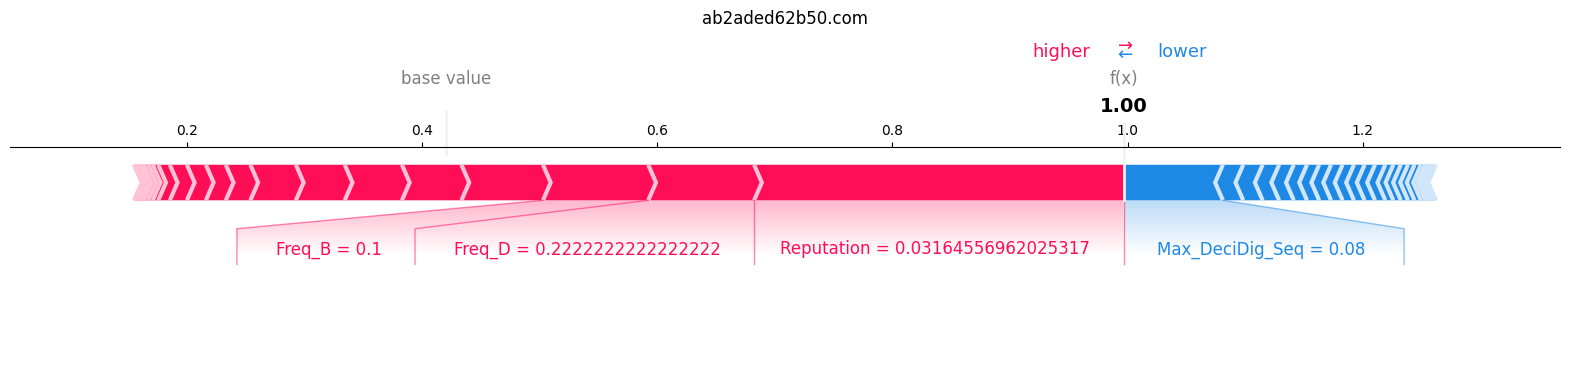 ab2aded62b50.com
higher → ← lower
base value f(x)
1.00
0.2 0.4 0.6 0.8 1.0 1.2
Freq_B = 0.1 Freq_D = 0.2222222222222222 Reputation = 0.03164556962025317 Max_DeciDig_Seq = 0.08